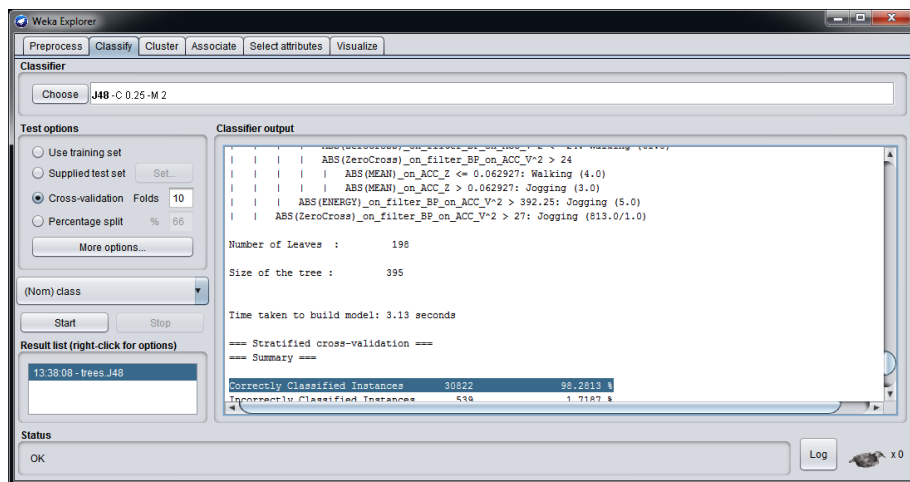 Weka Explorer
Preprocess Classify Cluster Associate Select attributes Visualize
Classifier
Choose J48 -C 0.25 -M 2
Test options
Use training set
Supplied test set Set...
Cross-validation Folds 10
Percentage split % 66
More options...
(Nom) class
Start Stop
Result list (right-click for options)
13:38:08 - trees.J48
Classifier output
| | | | ABS(ZeroCross)_on_filter_BP_on_ACC_V^2 > 24
| | | | | ABS(MEAN)_on_ACC_Z <= 0.062927: Walking (4.0)
| | | | | ABS(MEAN)_on_ACC_Z > 0.062927: Jogging (3.0)
| | | ABS(ENERGY)_on_filter_BP_on_ACC_V^2 > 392.25: Jogging (5.0)
| | ABS(ZeroCross)_on_filter_BP_on_ACC_V^2 > 27: Jogging (813.0/1.0)
Number of Leaves : 198
Size of the tree : 395
Time taken to build model: 3.13 seconds
=== Stratified cross-validation ===
=== Summary ===
Correctly Classified Instances 30822 98.2813 %
Incorrectly Classified Instances 539 1.7187 %
Status
OK
Log x 0